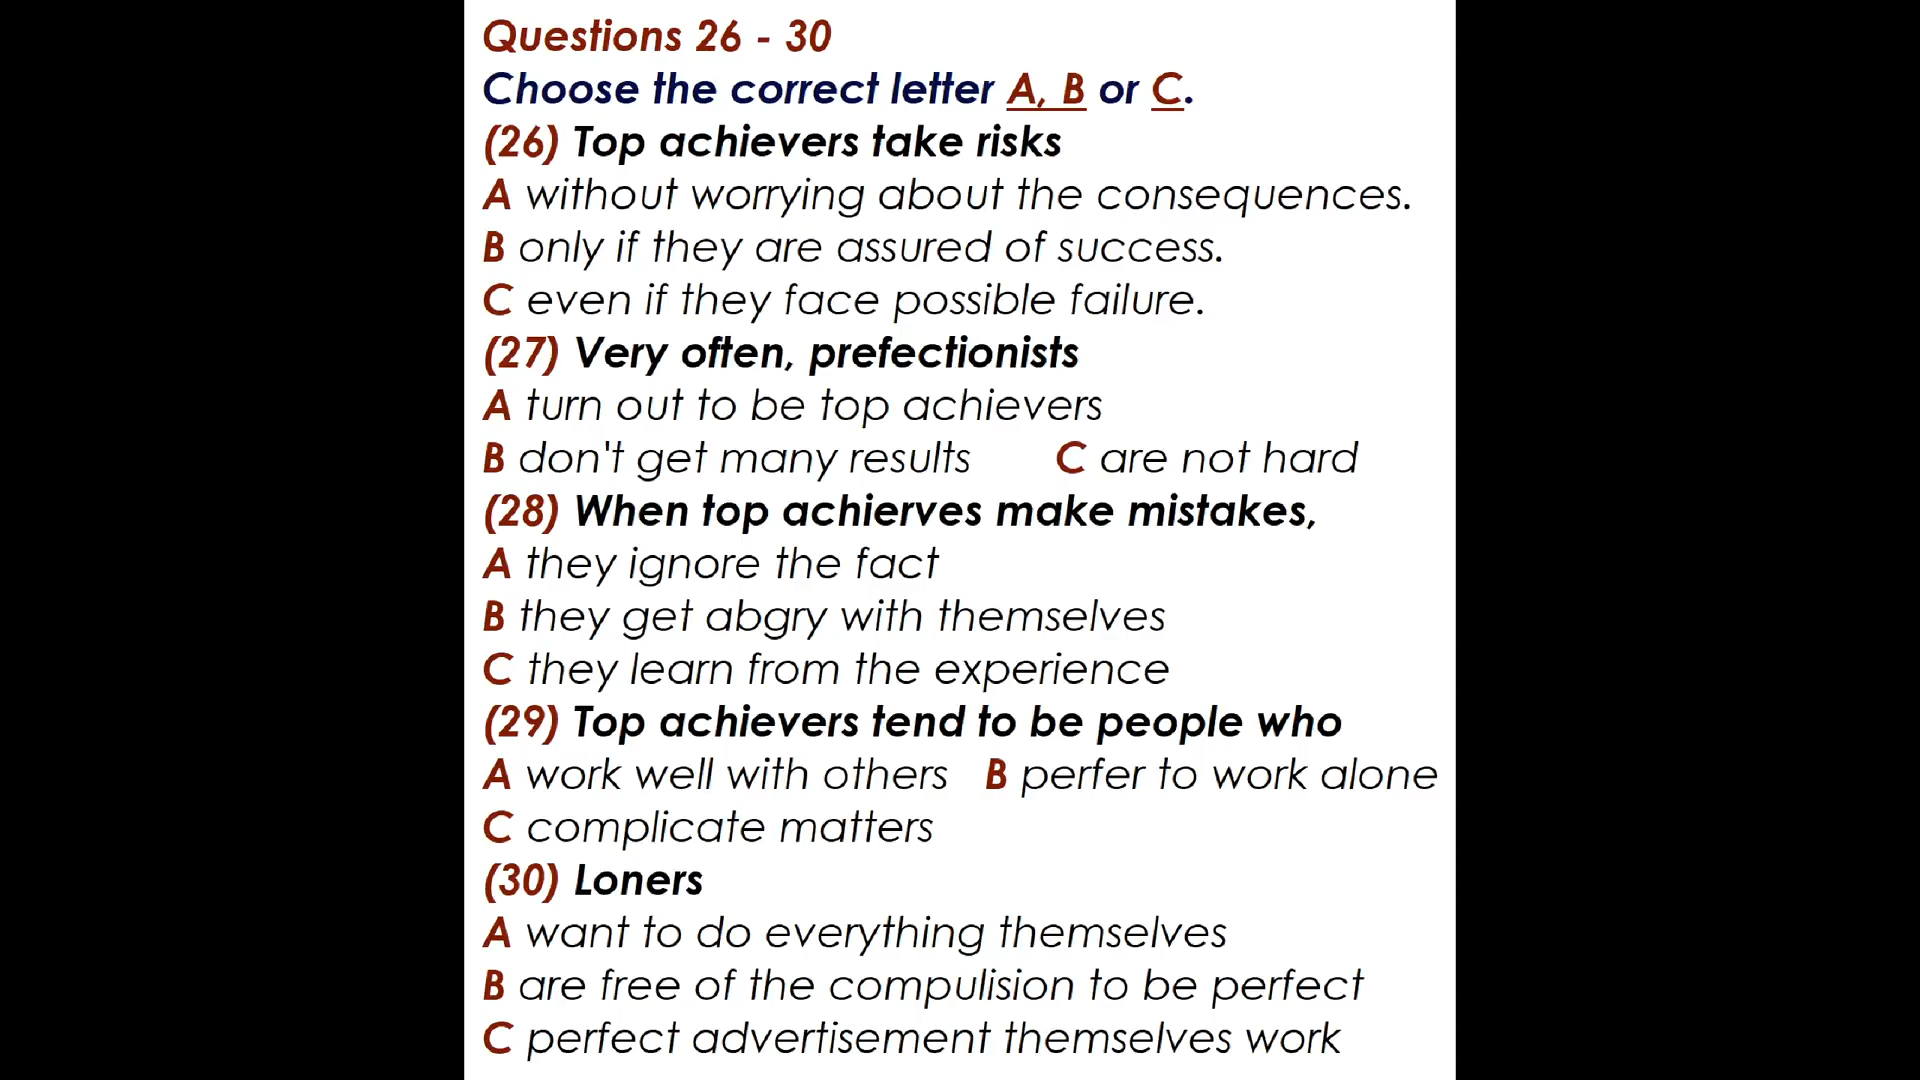 Questions 26 - 30
Choose the correct letter A, B or C.
(26) Top achievers take risks
A without worrying about the consequences.
B only if they are assured of success.
C even if they face possible failure.
(27) Very often, prefectionists
A turn out to be top achievers
B don't get many results C are not hard
(28) When top achierves make mistakes,
A they ignore the fact
B they get abgry with themselves
C they learn from the experience
(29) Top achievers tend to be people who
A work well with others B perfer to work alone
C complicate matters
(30) Loners
A want to do everything themselves
B are free of the compulision to be perfect
C perfect advertisement themselves work